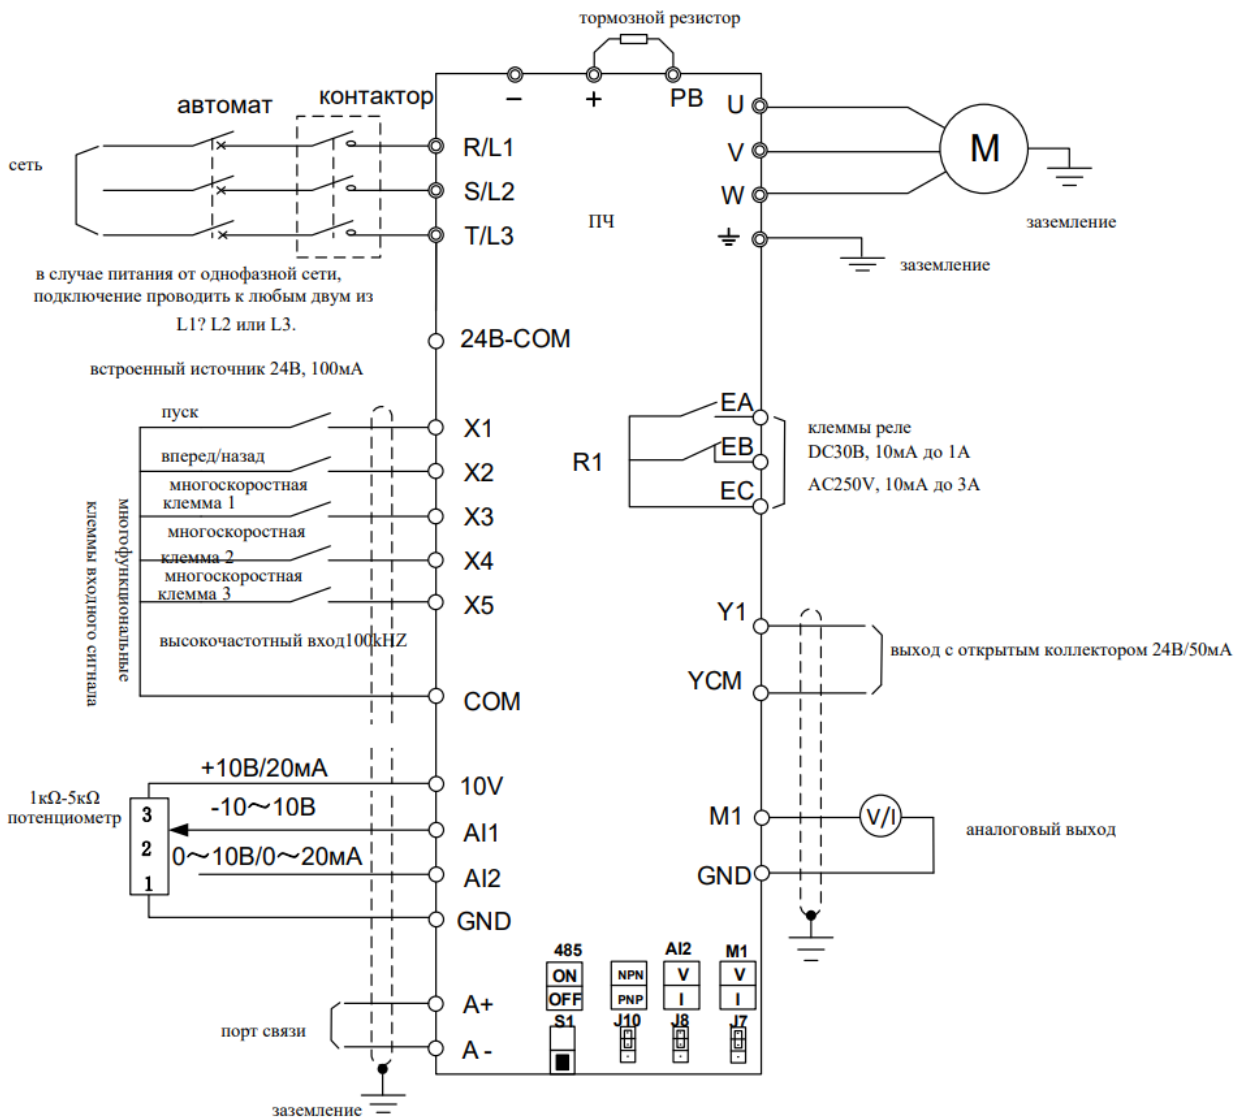 тормозной резистор
автомат
контактор
−
+
PB
U
V
W
M
R/L1
S/L2
T/L3
сеть
ПЧ
заземление
заземление
в случае питания от однофазной сети,
подключение проводить к любым двум из
L1? L2 или L3.
24В-COM
встроенный источник 24В, 100мА
пуск
X1
вперед/назад
X2
многоскоростная
клемма 1
X3
многоскоростная
клемма 2
X4
многоскоростная
клемма 3
X5
высокочастотный вход100kHZ
COM
многофункциональные
клеммы входного сигнала
R1
EA
EB
EC
клеммы реле
DC30В, 10мА до 1А
AC250V, 10мА до 3А
Y1
YCM
выход с открытым коллектором 24В/50мА
+10В/20мА
10V
1кΩ-5кΩ
потенциометр
3
2
1
-10～10В
AI1
0～10В/0～20мА
AI2
GND
M1
V/I
GND
аналоговый выход
485
ON
OFF
S1
NPN
PNP
J10
AI2
V
I
J8
M1
V
I
J7
A+
A -
порт связи
заземление